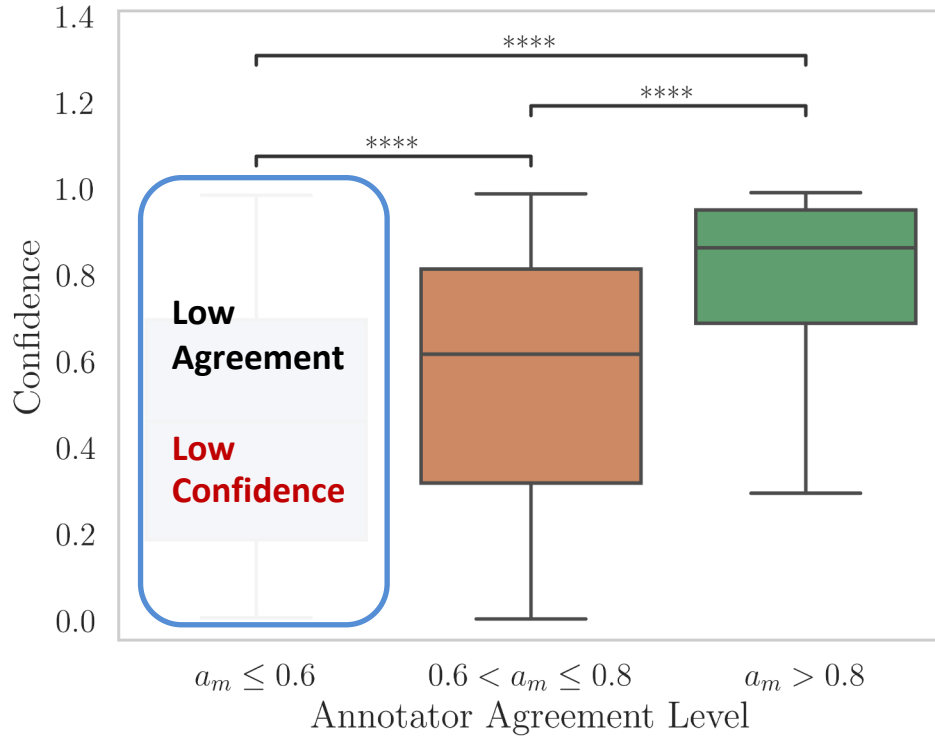 1.4
****
1.2
****
****
1.0
0.8
0.6
0.4
0.2
0.0
Confidence
Low
Agreement
Low
Confidence
a_m ≤ 0.6
0.6 < a_m ≤ 0.8
a_m > 0.8
Annotator Agreement Level